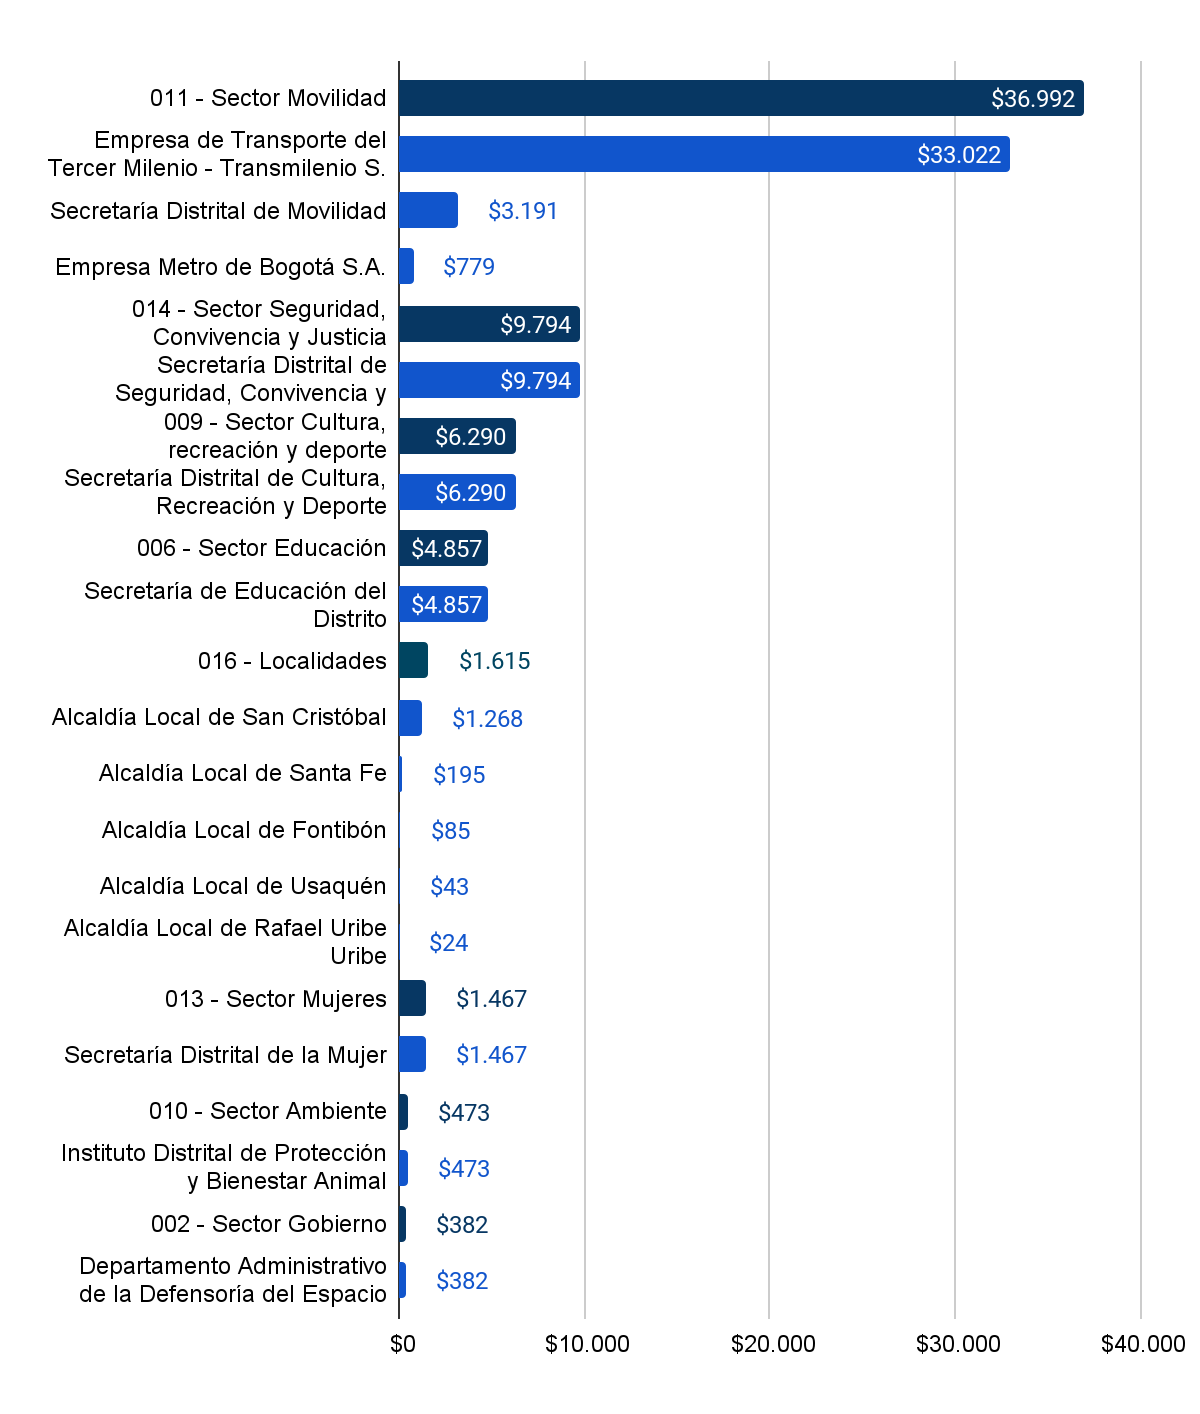 011 - Sector Movilidad
$36.992
Empresa de Transporte del
Tercer Milenio - Transmilenio S.
$33.022
Secretaría Distrital de Movilidad
$3.191
Empresa Metro de Bogotá S.A.
$779
014 - Sector Seguridad,
Convivencia y Justicia
$9.794
Secretaría Distrital de
Seguridad, Convivencia y
$9.794
009 - Sector Cultura,
recreación y deporte
$6.290
Secretaría Distrital de Cultura,
Recreación y Deporte
$6.290
006 - Sector Educación
$4.857
Secretaría de Educación del
Distrito
$4.857
016 - Localidades
$1.615
Alcaldía Local de San Cristóbal
$1.268
Alcaldía Local de Santa Fe
$195
Alcaldía Local de Fontibón
$85
Alcaldía Local de Usaquén
$43
Alcaldía Local de Rafael Uribe
Uribe
$24
013 - Sector Mujeres
$1.467
Secretaría Distrital de la Mujer
$1.467
010 - Sector Ambiente
$473
Instituto Distrital de Protección
y Bienestar Animal
$473
002 - Sector Gobierno
$382
Departamento Administrativo
de la Defensoría del Espacio
$382
$0 $10.000 $20.000 $30.000 $40.000